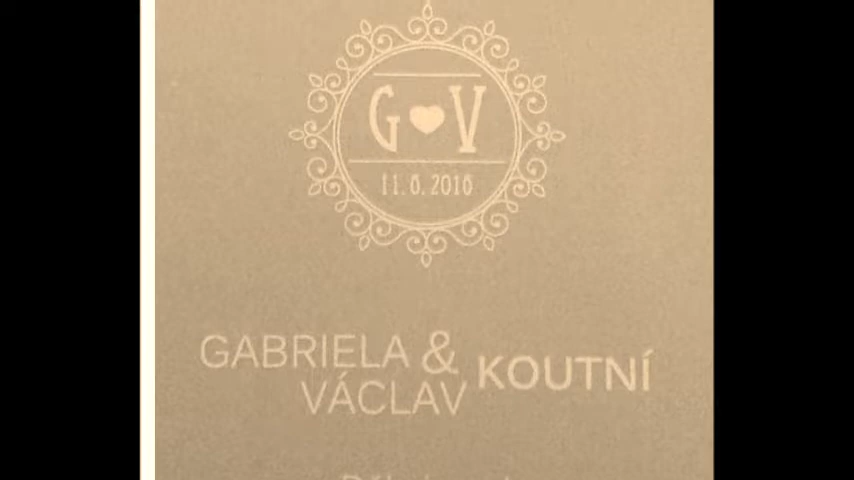 G V
11. 6. 2016
GABRIELA &
VÁCLAV
KOUTNÍ